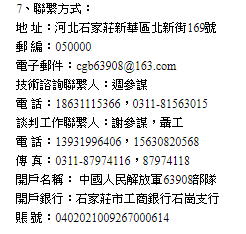 7、聯繫方式：
地 址：河北石家莊新華區北新街169號
郵 編：050000
電子郵件：cgb63908@163.com
技術諮詢聯繫人：週參謀
電 話：18631115366，0311-81563015
談判工作聯繫人：謝參謀，聶工
電 話：13931996406，15630820568
傳 真：0311-87974116，87974118
開戶名稱： 中國人民解放軍63908部隊
開戶銀行：石家莊市工商銀行石崗支行
賬 號：0402021009267000614